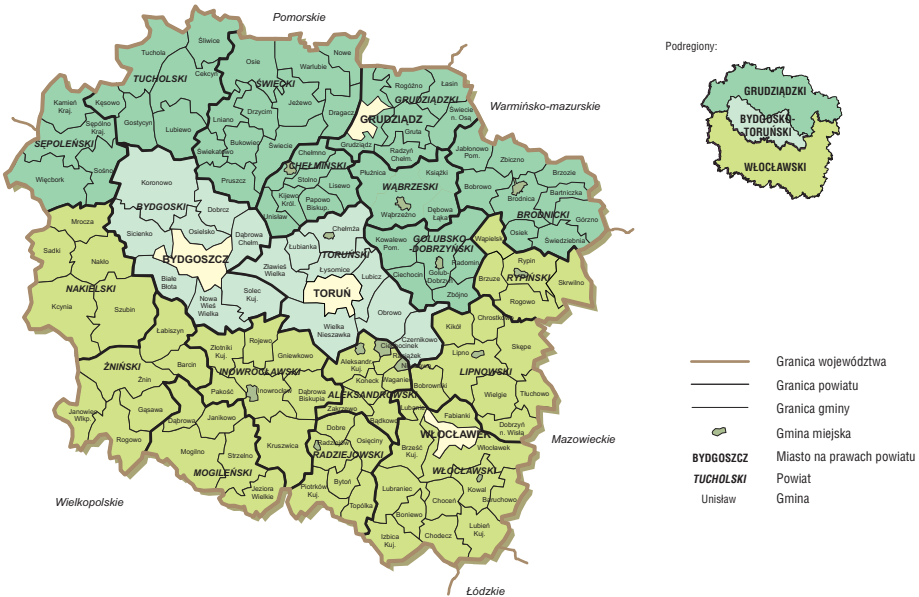 Pomorskie
Warmińsko-mazurskie
Mazowieckie
Łódzkie
Wielkopolskie
Śliwice
Tuchola
Cekcyn
TUCHOLSKI
Kęsowo
Gostycyn
Lubiewo
Kamień
Kraj.
Sępólno
Kraj.
SEPOLEŃSKI
Więcbork
Sośno
Nowe
Osie
Warlubie
ŚWIECKI
Jeżewo
Drzycim
Dragacz
Lniano
Bukowiec
Świekatowo
Świecie
Pruszcz
Rogóźno
Łasin
GRUDZIĄDZKI
Świecie
n. Osą
GRUDZIĄDZ
Gruta
Grudziądz
Radzyń
Chełm.
Chełmno
CHEŁMIŃSKI
Stolno
Lisewo
Kijewo
Król.
Papowo
Biskup.
Unisław
Płużnica
Książki
WĄBRZESKI
Wąbrzeźno
Dębowa
Łąka
Jabłonowo
Pom.
Zbiczno
Brzozie
Bobrowo
Brodnica
Bartniczka
BRODNICKI
Górzno
Osiek
Świedziebnia
Koronowo
BYDGOSKI
Dobrcz
Sicienko
Osielsko
Dąbrowa
Chełm.
BYDGOSZCZ
Białe
Błota
Nowa
Wieś
Wielka
Solec
Kuj.
Chełmża
Łubianka
TORUŃSKI
Łysomice
Zławieś
Wielka
Lubicz
TORUŃ
Obrowo
Wielka
Nieszawka
Czernikowo
Kowalewo
Pom.
GOLUBSKO
-DOBRZYŃSKI
Ciechocin
Golub-
Dobrzyń
Radomin
Zbójno
Wąpielsk
Rypin
RYPIŃSKI
Brzuze
Skrwilno
Rogowo
Mrocza
Sadki
Nakło
NAKIELSKI
Kcynia
Szubin
Łabiszyn
ŻNIŃSKI
Żnin
Barcin
Janowiec
Wlkp.
Gąsawa
Rogowo
Złotniki
Kuj.
Rojewo
Gniewkowo
INOWROCŁAWSKI
Inowrocław
Pakość
Dąbrowa
Biskupia
Janikowo
Kruszwica
Dąbrowa
Mogilno
Strzelno
MOGILEŃSKI
Jeziora
Wielkie
Ciechocinek
Aleksandr.
Kuj.
Raciążek
Koneck
Waganiec
ALEKSANDROWSKI
Zakrzewo
Bądkowo
Dobre
Radziejów
Osięciny
RADZIEJOWSKI
Piotrków
Kuj.
Bytoń
Topólka
Kikół
Chrostkowo
Lipno
Skępe
LIPNOWSKI
Bobrowniki
Wielgie
Tłuchowo
Fabianki
Dobrzyń
n. Wisłą
Lubanie
WŁOCŁAWEK
Brześć
Kuj.
Włocławek
WŁOCŁAWSKI
Lubraniec
Kowal
Choceń
Baruchowo
Boniewo
Lubień
Kuj.
Izbica
Kuj.
Chodecz
Podregiony:
GRUDZIĄDZKI
BYDGOSKO-
TORUŃSKI
WŁOCŁAWSKI
Granica województwa
Granica powiatu
Granica gminy
Gmina miejska
BYDGOSZCZ Miasto na prawach powiatu
TUCHOLSKI Powiat
Unisław Gmina